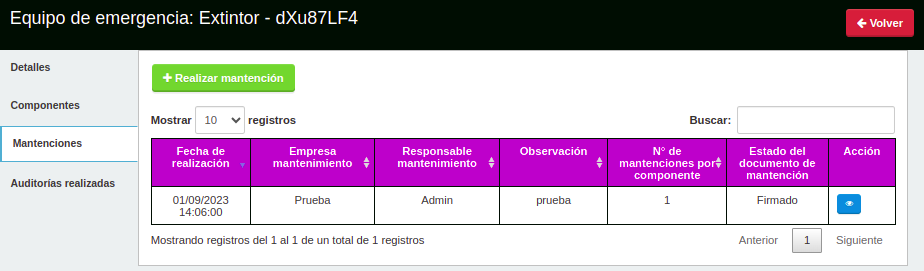 Equipo de emergencia: Extintor - dXu87LF4
Volver
Detalles
Componentes
Mantenciones
Auditorías realizadas
Realizar mantención
Mostrar 10 registros
Buscar:
Fecha de realización
Empresa mantenimiento
Responsable mantenimiento
Observación
N° de mantenciones por componente
Estado del documento de mantención
Acción
01/09/2023 14:06:00
Prueba
Admin
prueba
1
Firmado
Mostrando registros del 1 al 1 de un total de 1 registros
Anterior 1 Siguiente